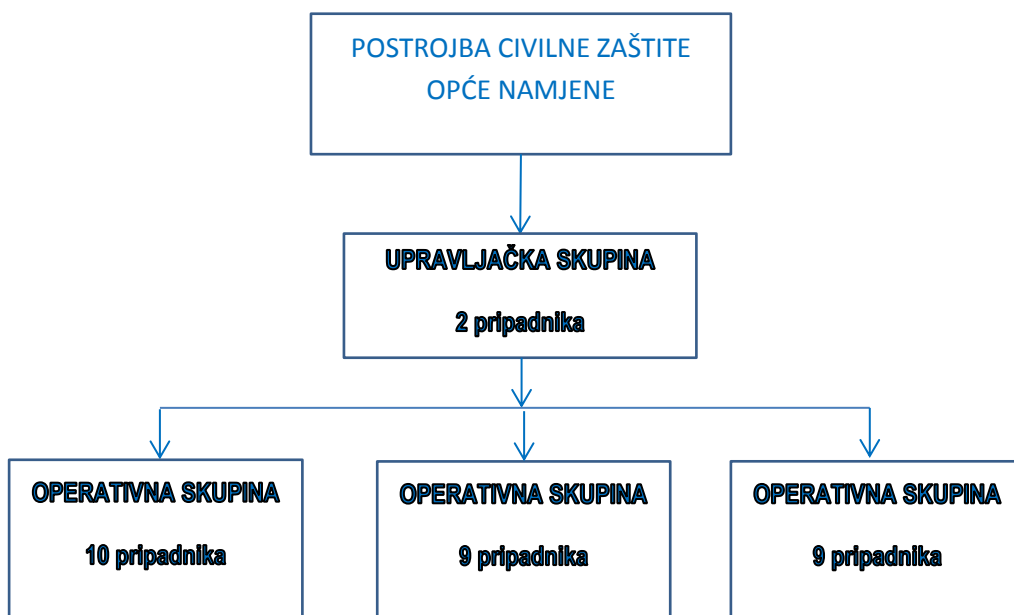 POSTROJBA CIVILNE ZAŠTITE
OPĆE NAMJENE
UPRAVLJAČKA SKUPINA
2 pripadnika
OPERATIVNA SKUPINA
10 pripadnika
OPERATIVNA SKUPINA
9 pripadnika
OPERATIVNA SKUPINA
9 pripadnika